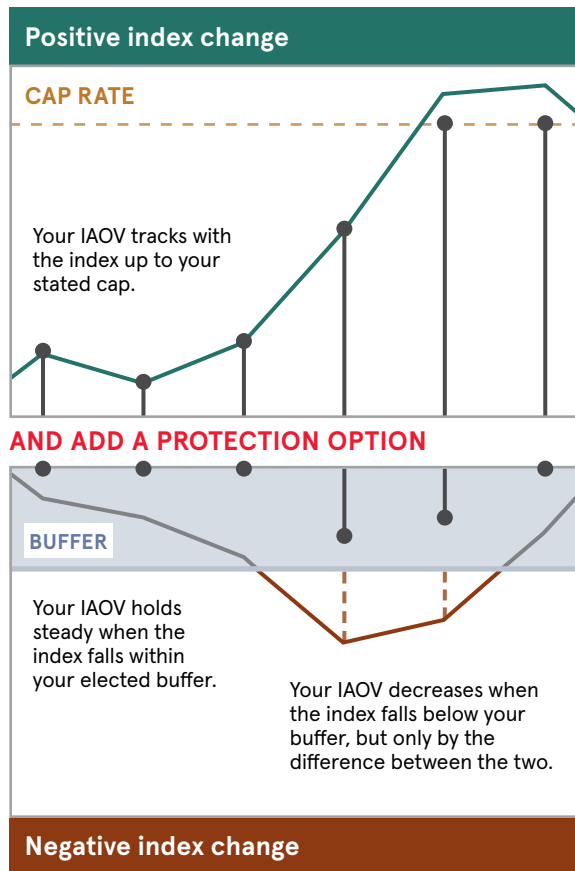 Positive index change
CAP RATE
Your IAOV tracks with
the index up to your
stated cap.
AND ADD A PROTECTION OPTION
BUFFER
Your IAOV holds
steady when the
index falls within
your elected buffer.
Your IAOV decreases when
the index falls below your
buffer, but only by the
difference between the two.
Negative index change